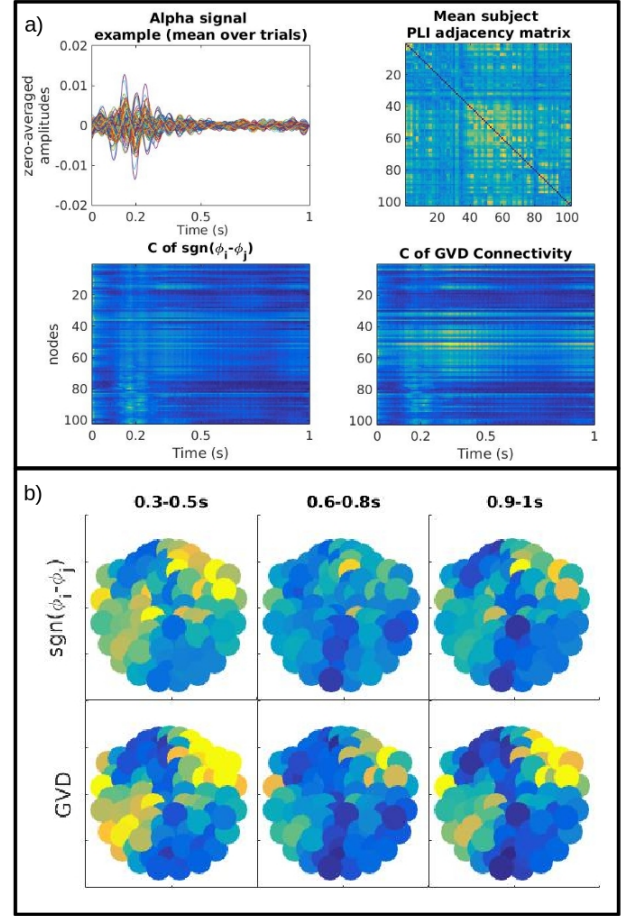 a)
Alpha signal
example (mean over trials)
zero-averaged
amplitudes
0.02
0.01
0
-0.01
-0.02
0 0.2 0.5 1
Time (s)
Mean subject
PLI adjacency matrix
20
40
60
80
100
20 40 60 80 100
C of sgn(ϕi-ϕj)
nodes
20
40
60
80
100
0 0.2 0.5 1
Time (s)
C of GVD Connectivity
20
40
60
80
100
0 0.2 0.5 1
Time (s)
b)
0.3-0.5s 0.6-0.8s 0.9-1s
sgn(ϕi-ϕj)
GVD